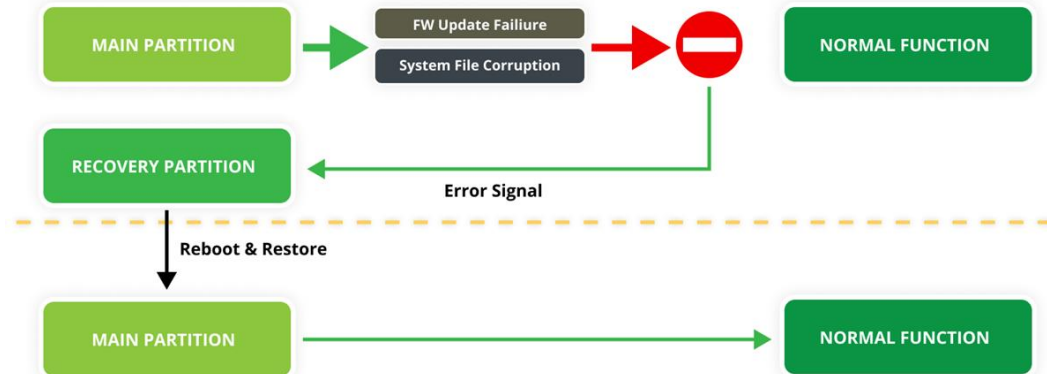 MAIN PARTITION
FW Update Failiure
System File Corruption
NORMAL FUNCTION
RECOVERY PARTITION
Error Signal
Reboot & Restore
MAIN PARTITION
NORMAL FUNCTION